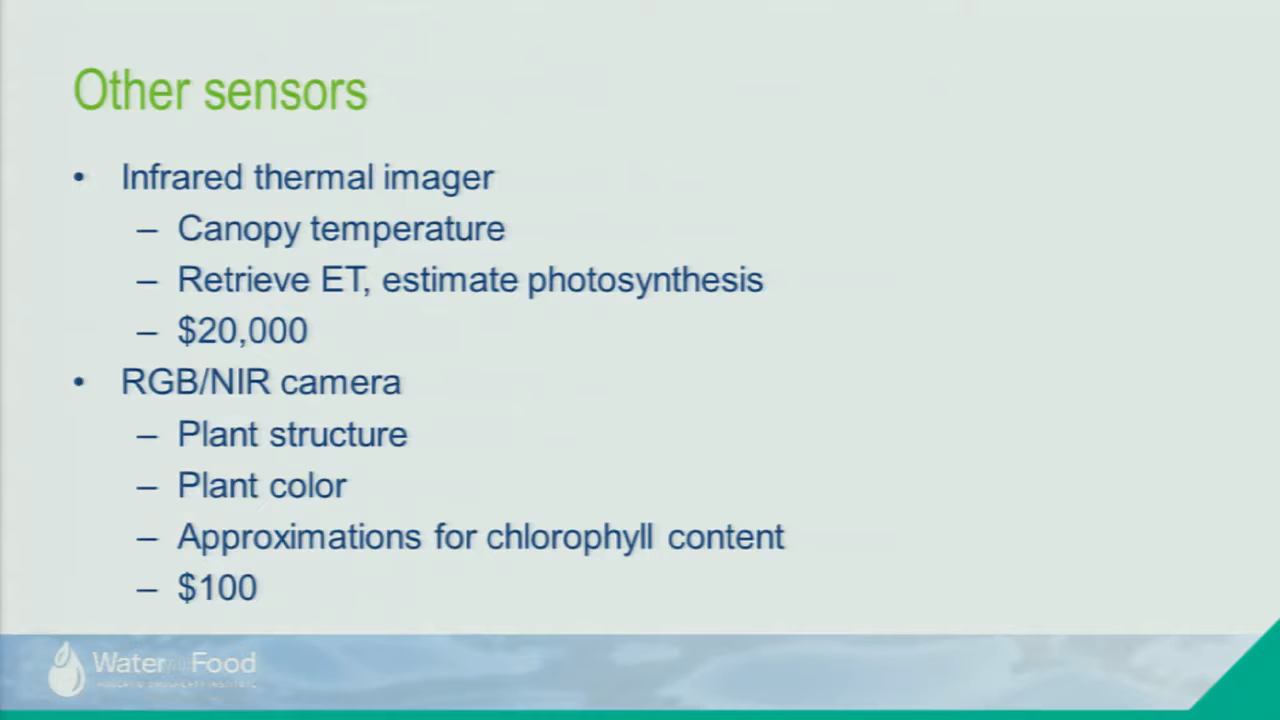 Other sensors
• Infrared thermal imager
– Canopy temperature
– Retrieve ET, estimate photosynthesis
– $20,000
• RGB/NIR camera
– Plant structure
– Plant color
– Approximations for chlorophyll content
– $100
Water Food